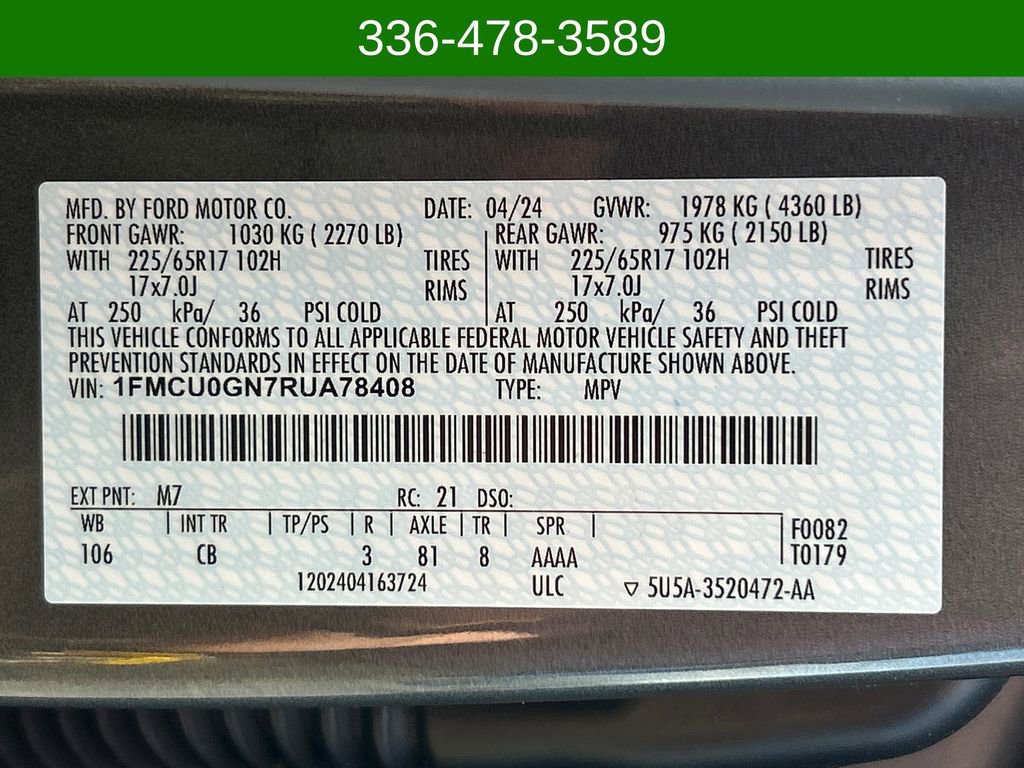 336-478-3589
MFD. BY FORD MOTOR CO. DATE: 04/24 GVWR: 1978 KG ( 4360 LB)
FRONT GAWR: 1030 KG ( 2270 LB) REAR GAWR: 975 KG ( 2150 LB)
WITH 225/65R17 102H TIRES WITH 225/65R17 102H TIRES
17x7.0J RIMS 17x7.0J RIMS
AT 250 kPa/ 36 PSI COLD AT 250 kPa/ 36 PSI COLD
THIS VEHICLE CONFORMS TO ALL APPLICABLE FEDERAL MOTOR VEHICLE SAFETY AND THEFT
PREVENTION STANDARDS IN EFFECT ON THE DATE OF MANUFACTURE SHOWN ABOVE.
VIN: 1FMCU0GN7RUA78408 TYPE: MPV
EXT PNT: M7 RC: 21 DSO:
WB | INT TR | TP/PS | R | AXLE | TR | SPR | F0082
106 CB 3 81 8 AAAA T0179
1202404163724 ULC ▽ 5U5A-3520472-AA